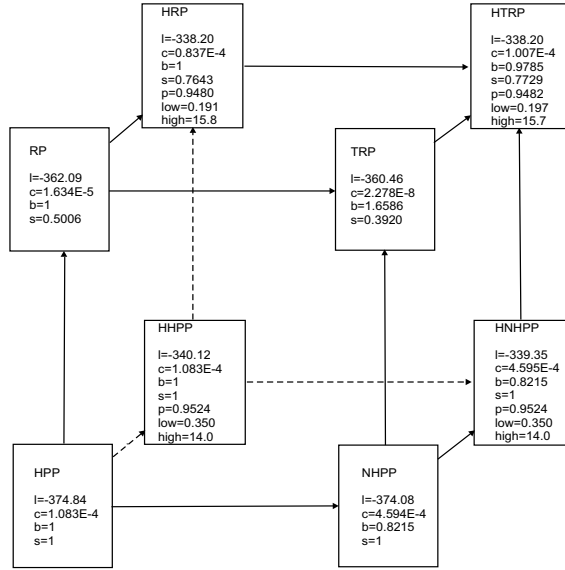 HRP
l=-338.20
c=0.837E-4
b=1
s=0.7643
p=0.9480
low=0.191
high=15.8
HTRP
l=-338.20
c=1.007E-4
b=0.9785
s=0.7729
p=0.9482
low=0.197
high=15.7
RP
l=-362.09
c=1.634E-5
b=1
s=0.5006
TRP
l=-360.46
c=2.278E-8
b=1.6586
s=0.3920
HHPP
l=-340.12
c=1.083E-4
b=1
s=1
p=0.9524
low=0.350
high=14.0
HNHPP
l=-339.35
c=4.595E-4
b=0.8215
s=1
p=0.9524
low=0.350
high=14.0
HPP
l=-374.84
c=1.083E-4
b=1
s=1
NHPP
l=-374.08
c=4.594E-4
b=0.8215
s=1